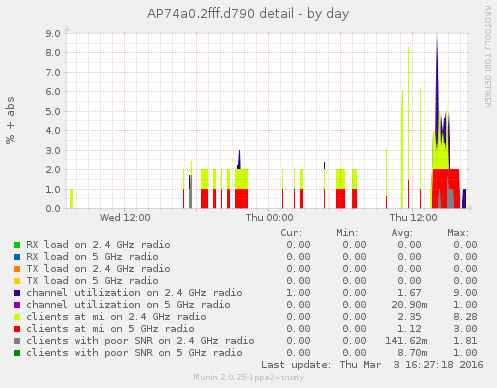 AP74a0.2fff.d790 detail - by day
RRDTOOL / TOBI OETIKER
% + abs
9.0
8.0
7.0
6.0
5.0
4.0
3.0
2.0
1.0
0.0
Wed 12:00 Thu 00:00 Thu 12:00
Cur: Min: Avg: Max:
RX load on 2.4 GHz radio 0.00 0.00 0.00 0.00
RX load on 5 GHz radio 0.00 0.00 0.00 0.00
TX load on 2.4 GHz radio 0.00 0.00 0.00 0.00
TX load on 5 GHz radio 0.00 0.00 0.00 0.00
channel utilization on 2.4 GHz radio 1.00 0.00 1.67 9.00
channel utilization on 5 GHz radio 0.00 0.00 20.90m 1.00
clients at mi on 2.4 GHz radio 0.00 0.00 2.35 8.28
clients at mi on 5 GHz radio 0.00 0.00 1.12 3.00
clients with poor SNR on 2.4 GHz radio 0.00 0.00 141.62m 1.81
clients with poor SNR on 5 GHz radio 0.00 0.00 8.70m 1.00
Last update: Thu Mar 3 16:27:18 2016
Munin 2.0.25-1ppa2~trusty